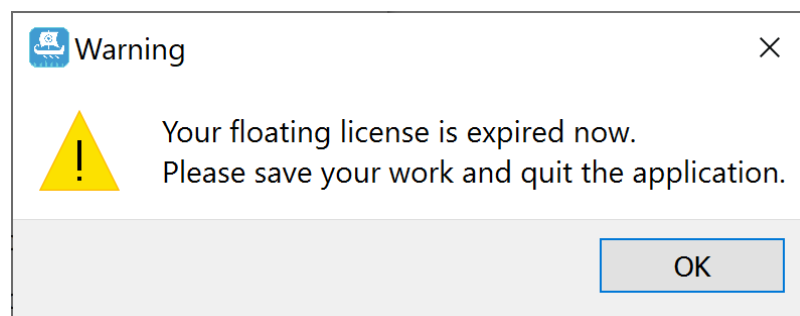 Warning
Your floating license is expired now.
Please save your work and quit the application.
OK